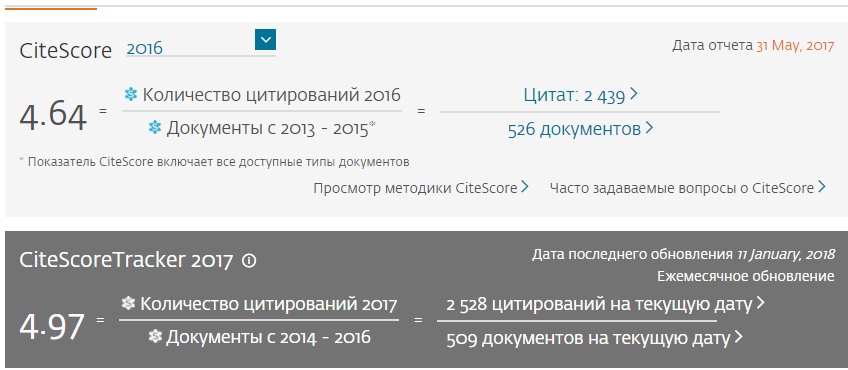 CiteScore 2016
Дата отчета 31 May, 2017
4.64 = Количество цитирований 2016 = Цитат: 2 439 >
Документы с 2013 - 2015* 526 документов >
* Показатель CiteScore включает все доступные типы документов
Просмотр методики CiteScore > Часто задаваемые вопросы о CiteScore >
CiteScoreTracker 2017
Дата последнего обновления 11 January, 2018
Ежемесячное обновление
4.97 = Количество цитирований 2017 = 2 528 цитирований на текущую дату >
Документы с 2014 - 2016 509 документов на текущую дату >